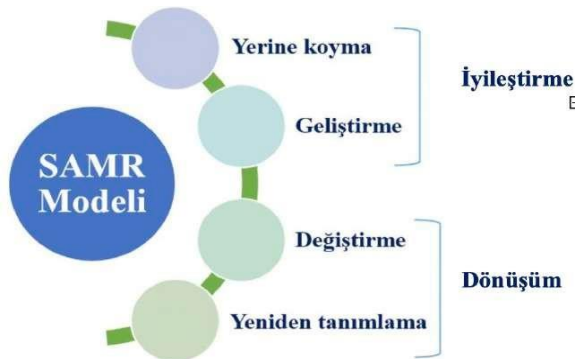 SAMR
Modeli
Yerine koyma
Geliştirme
Değiştirme
Yeniden tanımlama
İyileştirme
E
Dönüşüm